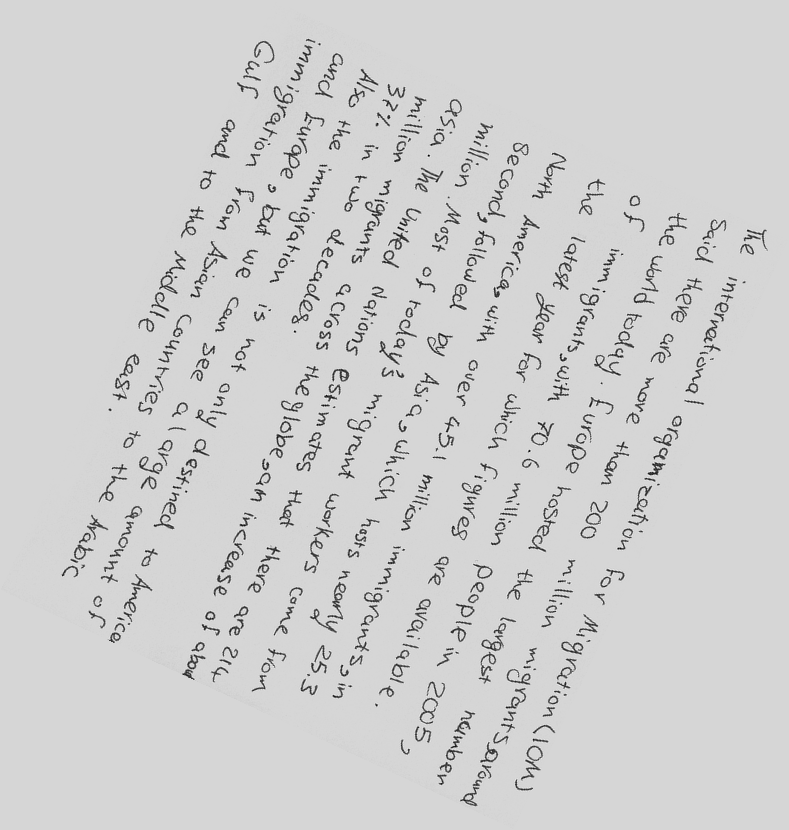 The international organization for Migration (IOM)
Said there are more than 200 million migrants around
the world today. Europe hosted the largest number
of immigrants, with 70.6 million people in 2005,
the latest year for which figures are available.
North America, with over 45.1 million immigrants, in
Second, followed by Asia, which hosts nearly 25.3
million. Most of today's migrant workers come from
asia. The United Nations estimates that there are 214
million migrants across the globe, an increase of abou
37% in two decades.
Also the immigration is not only destined to America
and Europe, but we can see a large amount of
immigration from Asian countries to the Arabic
Gulf and to the Middle east.